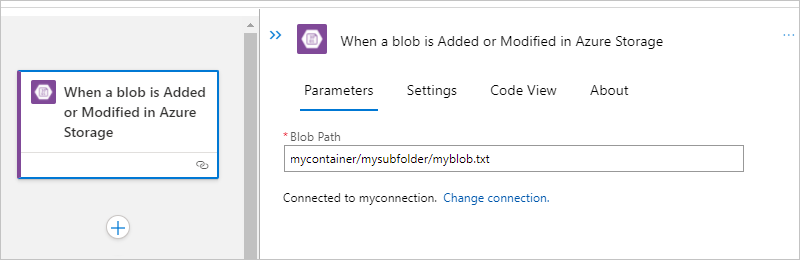 When a blob is Added
or Modified in Azure
Storage
When a blob is Added or Modified in Azure Storage
Parameters Settings Code View About
* Blob Path
mycontainer/mysubfolder/myblob.txt
Connected to myconnection. Change connection.